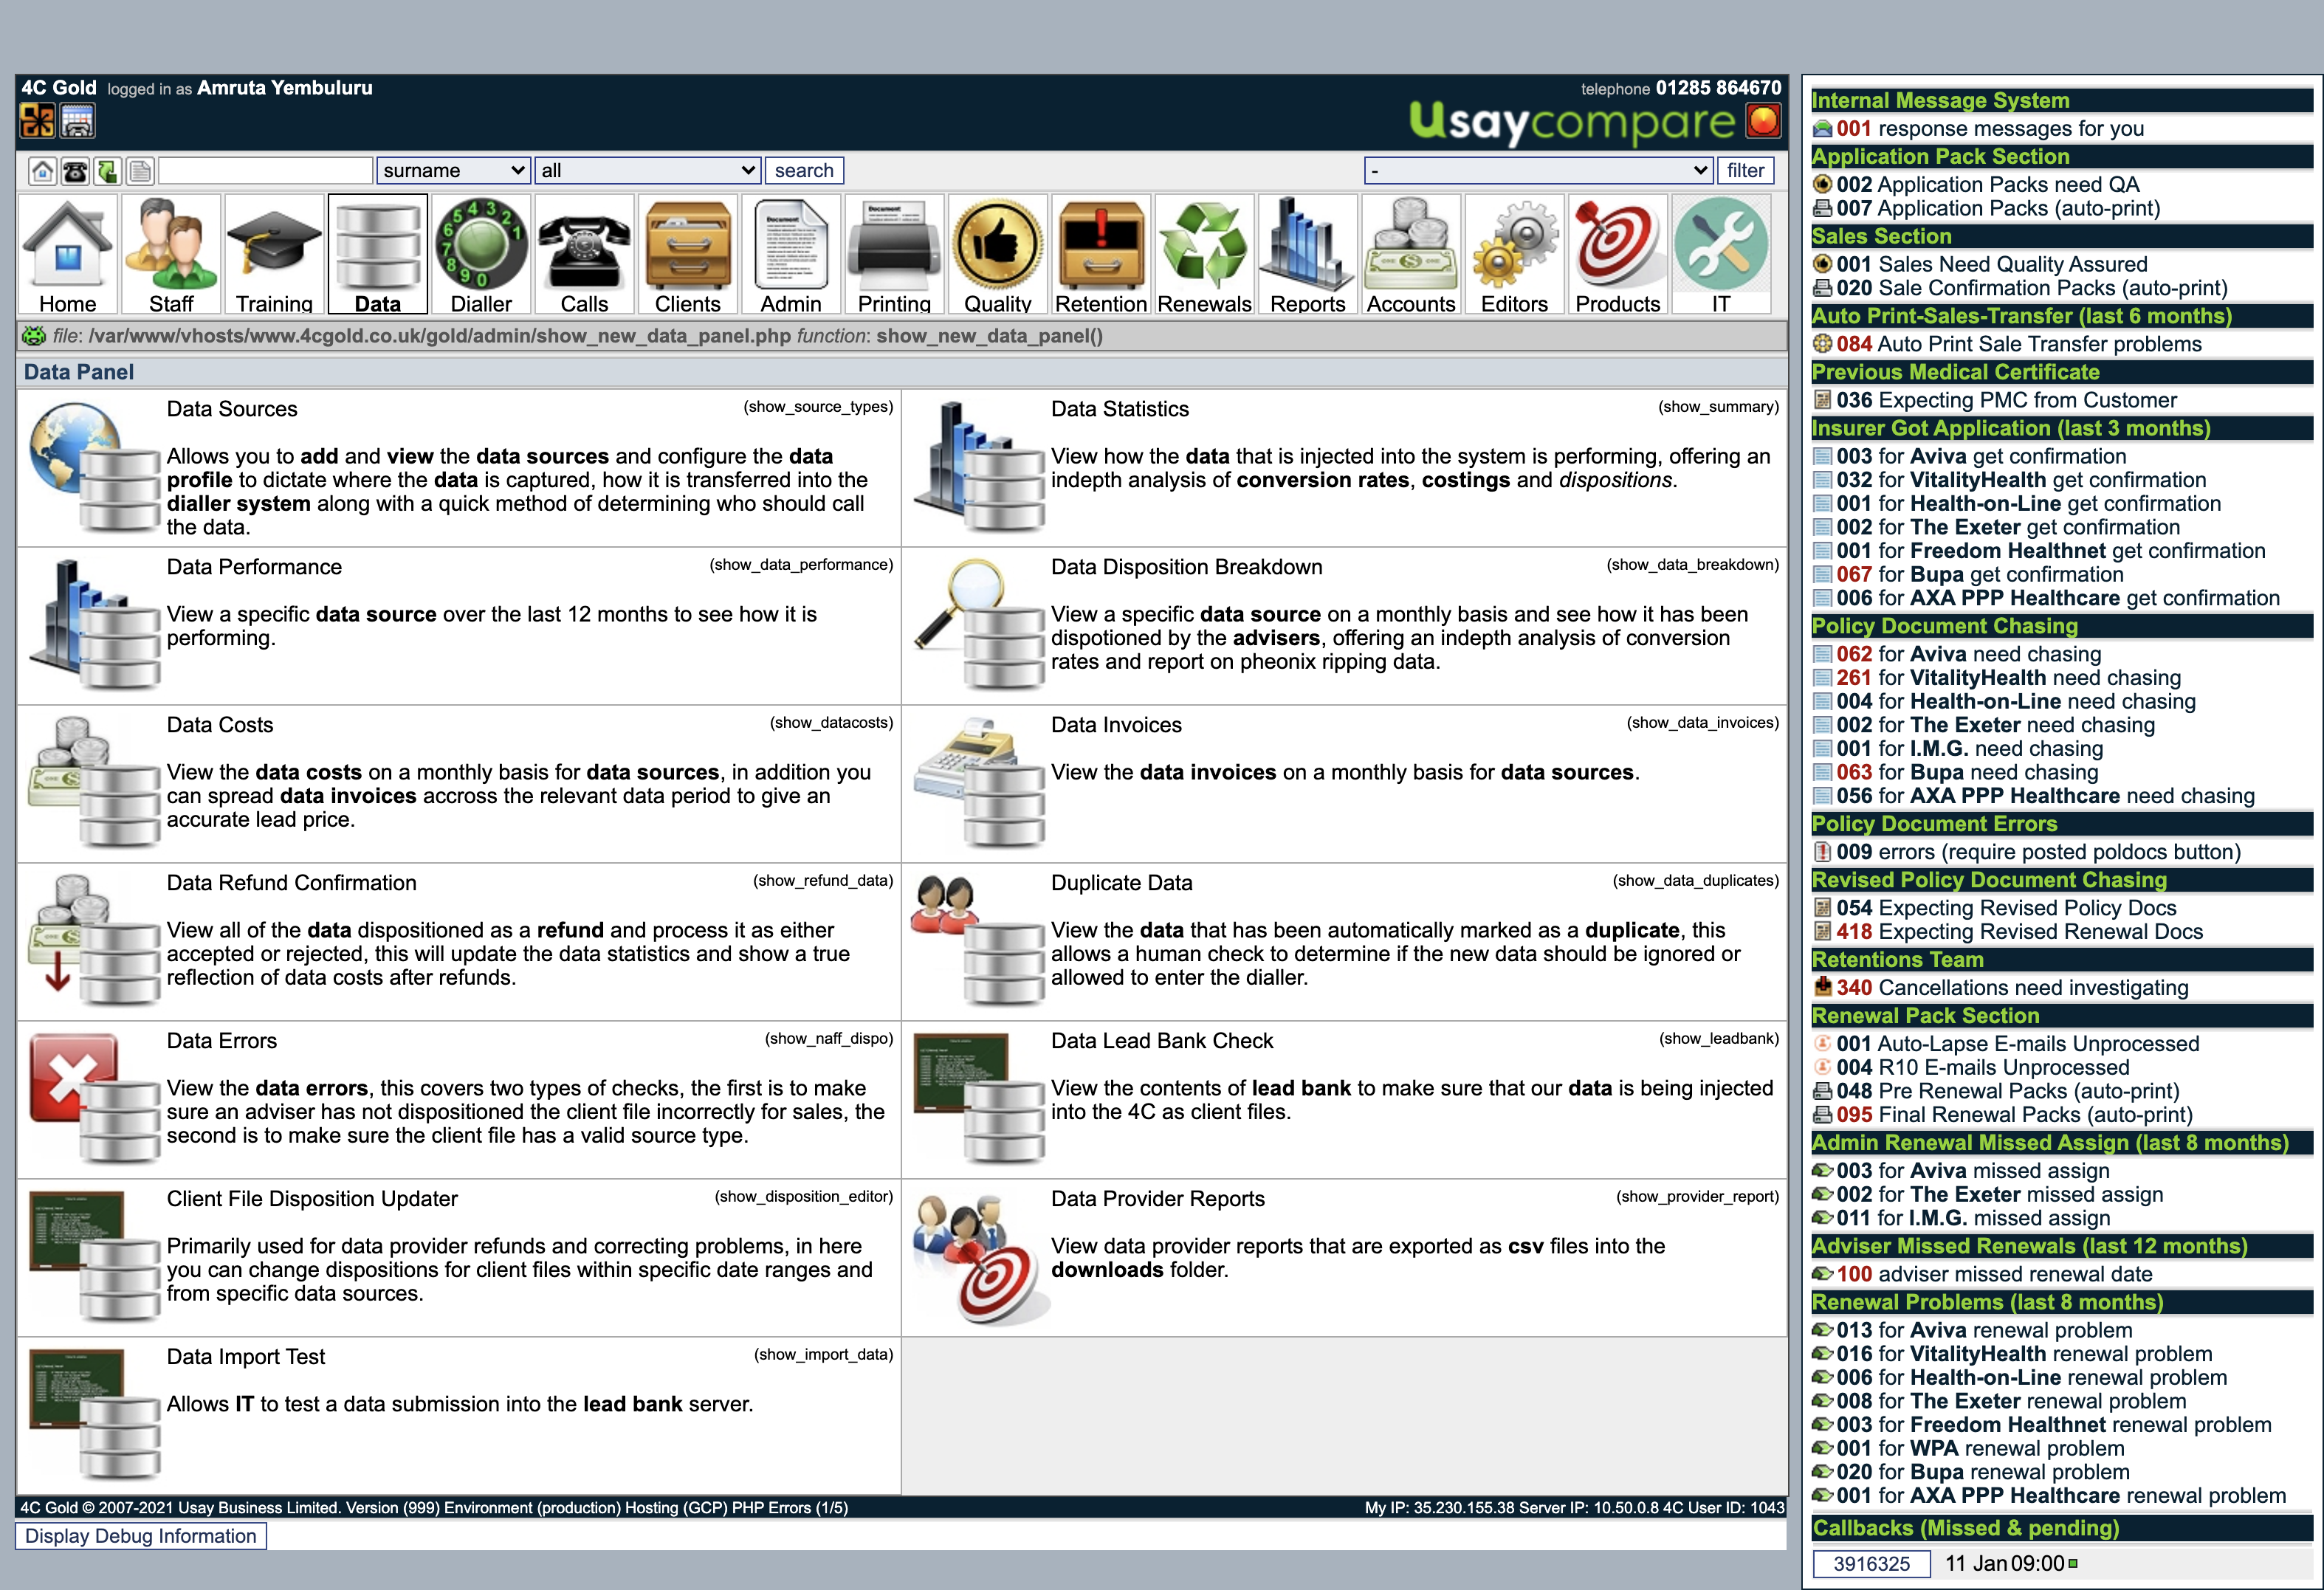 4C Gold logged in as Amruta Yembuluru
telephone 01285 864670
Usaycompare
surname
all
search
-
filter
Home
Staff
Training
Data
Dialler
Calls
Clients
Admin
Printing
Quality
Retention
Renewals
Reports
Accounts
Editors
Products
IT
file: /var/www/vhosts/www.4cgold.co.uk/gold/admin/show_new_data_panel.php function: show_new_data_panel()
Data Panel
Data Sources (show_source_types)
Allows you to add and view the data sources and configure the data
profile to dictate where the data is captured, how it is transferred into the
dialler system along with a quick method of determining who should call
the data.
Data Statistics (show_summary)
View how the data that is injected into the system is performing, offering an
indepth analysis of conversion rates, costings and dispositions.
Data Performance (show_data_performance)
View a specific data source over the last 12 months to see how it is
performing.
Data Disposition Breakdown (show_data_breakdown)
View a specific data source on a monthly basis and see how it has been
dispotioned by the advisers, offering an indepth analysis of conversion
rates and report on pheonix ripping data.
Data Costs (show_datacosts)
View the data costs on a monthly basis for data sources, in addition you
can spread data invoices accross the relevant data period to give an
accurate lead price.
Data Invoices (show_data_invoices)
View the data invoices on a monthly basis for data sources.
Data Refund Confirmation (show_refund_data)
View all of the data dispositioned as a refund and process it as either
accepted or rejected, this will update the data statistics and show a true
reflection of data costs after refunds.
Duplicate Data (show_data_duplicates)
View the data that has been automatically marked as a duplicate, this
allows a human check to determine if the new data should be ignored or
allowed to enter the dialler.
Data Errors (show_naff_dispo)
View the data errors, this covers two types of checks, the first is to make
sure an adviser has not dispositioned the client file incorrectly for sales, the
second is to make sure the client file has a valid source type.
Data Lead Bank Check (show_leadbank)
View the contents of lead bank to make sure that our data is being injected
into the 4C as client files.
Client File Disposition Updater (show_disposition_editor)
Primarily used for data provider refunds and correcting problems, in here
you can change dispositions for client files within specific date ranges and
from specific data sources.
Data Provider Reports (show_provider_report)
View data provider reports that are exported as csv files into the
downloads folder.
Data Import Test (show_import_data)
Allows IT to test a data submission into the lead bank server.
4C Gold © 2007-2021 Usay Business Limited. Version (999) Environment (production) Hosting (GCP) PHP Errors (1/5)
My IP: 35.230.155.38 Server IP: 10.50.0.8 4C User ID: 1043
Display Debug Information
Internal Message System
001 response messages for you
Application Pack Section
002 Application Packs need QA
007 Application Packs (auto-print)
Sales Section
001 Sales Need Quality Assured
020 Sale Confirmation Packs (auto-print)
Auto Print-Sales-Transfer (last 6 months)
084 Auto Print Sale Transfer problems
Previous Medical Certificate
036 Expecting PMC from Customer
Insurer Got Application (last 3 months)
003 for Aviva get confirmation
032 for VitalityHealth get confirmation
001 for Health-on-Line get confirmation
002 for The Exeter get confirmation
001 for Freedom Healthnet get confirmation
067 for Bupa get confirmation
006 for AXA PPP Healthcare get confirmation
Policy Document Chasing
062 for Aviva need chasing
261 for VitalityHealth need chasing
004 for Health-on-Line need chasing
002 for The Exeter need chasing
001 for I.M.G. need chasing
063 for Bupa need chasing
056 for AXA PPP Healthcare need chasing
Policy Document Errors
009 errors (require posted poldocs button)
Revised Policy Document Chasing
054 Expecting Revised Policy Docs
418 Expecting Revised Renewal Docs
Retentions Team
340 Cancellations need investigating
Renewal Pack Section
001 Auto-Lapse E-mails Unprocessed
004 R10 E-mails Unprocessed
048 Pre Renewal Packs (auto-print)
095 Final Renewal Packs (auto-print)
Admin Renewal Missed Assign (last 8 months)
003 for Aviva missed assign
002 for The Exeter missed assign
011 for I.M.G. missed assign
Adviser Missed Renewals (last 12 months)
100 adviser missed renewal date
Renewal Problems (last 8 months)
013 for Aviva renewal problem
016 for VitalityHealth renewal problem
006 for Health-on-Line renewal problem
008 for The Exeter renewal problem
003 for Freedom Healthnet renewal problem
001 for WPA renewal problem
020 for Bupa renewal problem
001 for AXA PPP Healthcare renewal problem
Callbacks (Missed & pending)
3916325 11 Jan 09:00